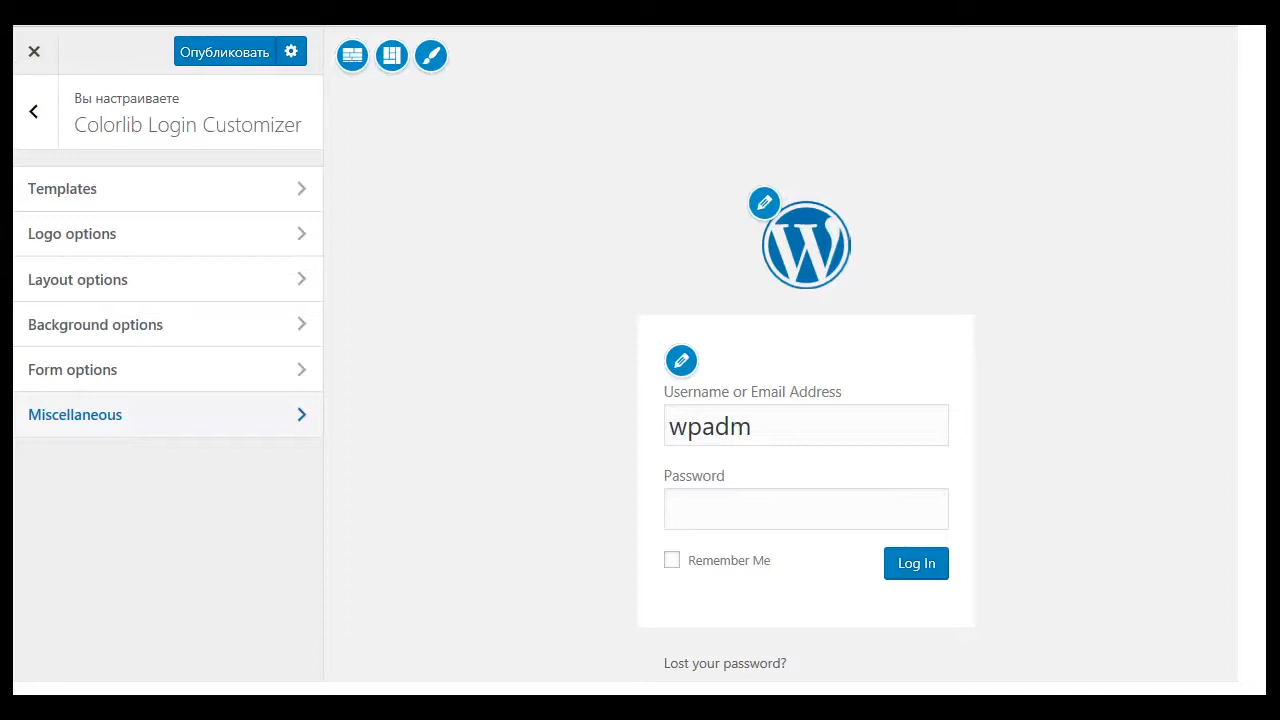 Опубликовать
Вы настраиваете
Colorlib Login Customizer
Templates
Logo options
Layout options
Background options
Form options
Miscellaneous
Username or Email Address
wpadm
Password
Remember Me
Log In
Lost your password?